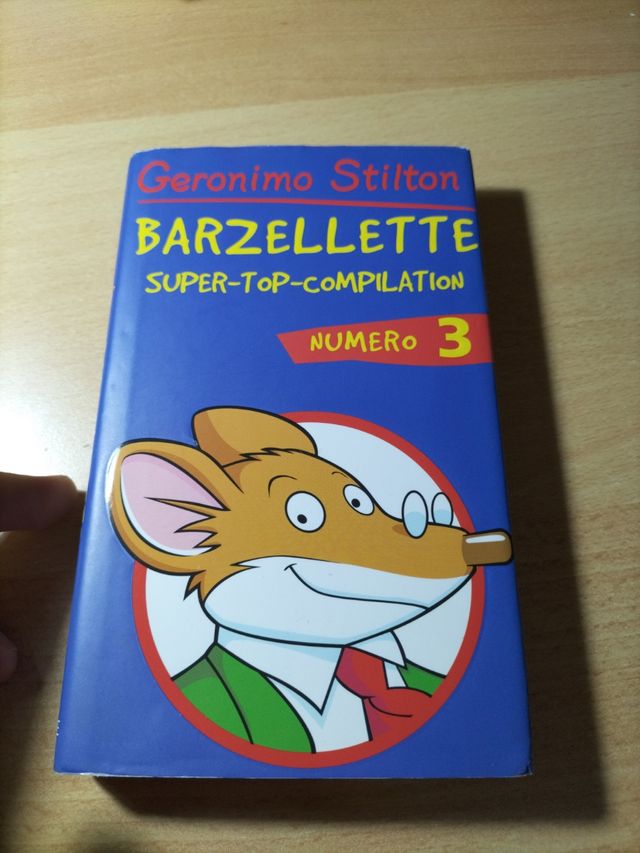 Geronimo Stilton
BARZELLETTE
SUPER-TOP-COMPILATION
NUMERO 3